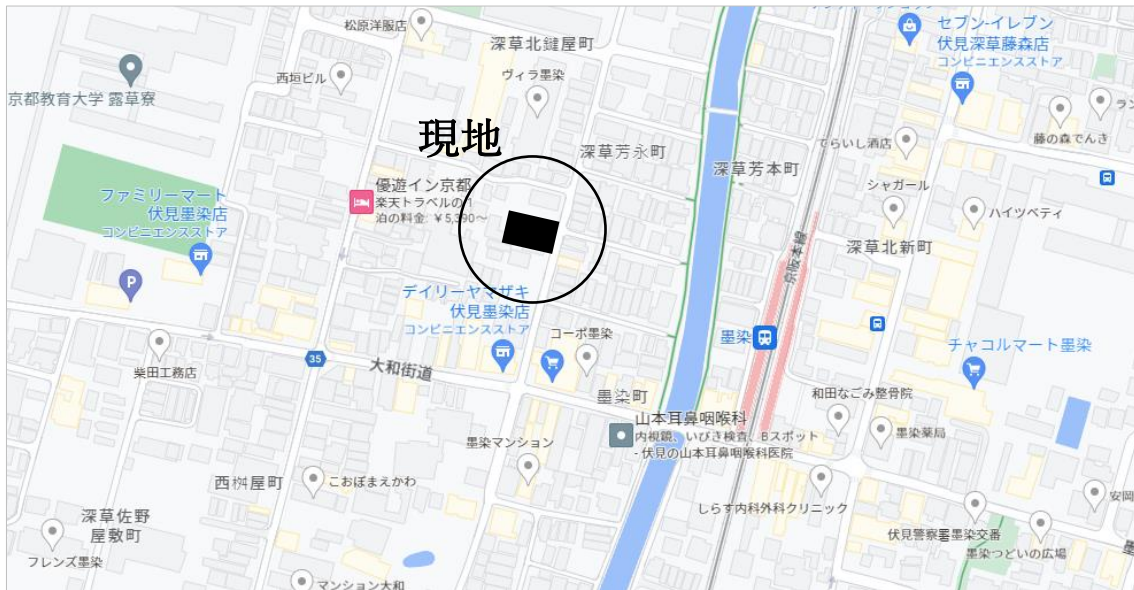 松原洋服店
深草北鍵屋町
セブン-イレブン
伏見深草藤森店
コンビニエンスストア
西垣ビル
ヴィラ墨染
京都教育大学 露草寮
現地
深草芳永町
てらいし酒店
藤の森でんき
ラン
深草芳本町
ファミリーマート
伏見墨染店
コンビニエンスストア
優遊イン京都
楽天トラベルの 1
泊の料金: ￥5,390～
シャガール
ハイツベティ
京阪本線
深草北新町
P
デイリーヤマザキ
伏見墨染店
コンビニエンスストア
コーポ墨染
墨染
チャコルマート墨染
35
大和街道
柴田工務店
墨染町
和田なごみ整骨院
山本耳鼻咽喉科
内視鏡、いびき検査、Bスポット
- 伏見の山本耳鼻咽喉科医院
墨染薬局
墨染マンション
西桝屋町
こおぼまえかわ
しらす内科外科クリニック
安岡
深草佐野
屋敷町
伏見警察署墨染交番
墨染つどいの広場
フレンズ墨染
マンション大和